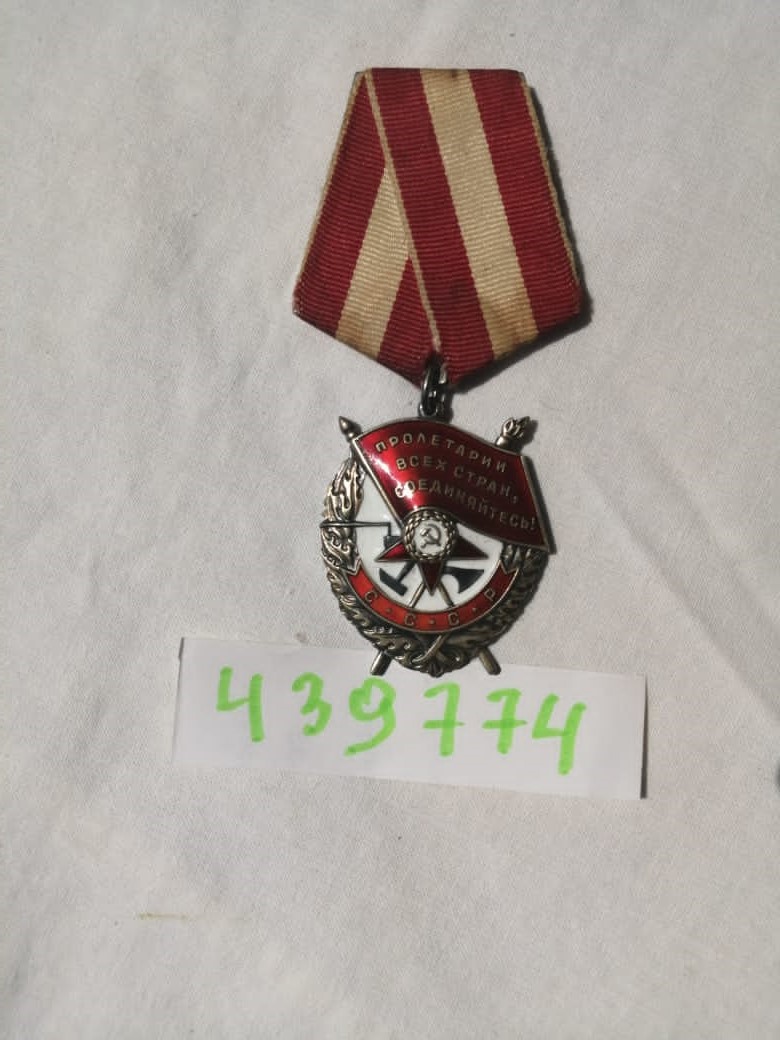 ПРОЛЕТАРИИ
ВСЕХ СТРАН,
СОЕДИНЯЙТЕСЬ!
С·С·С·Р
439774